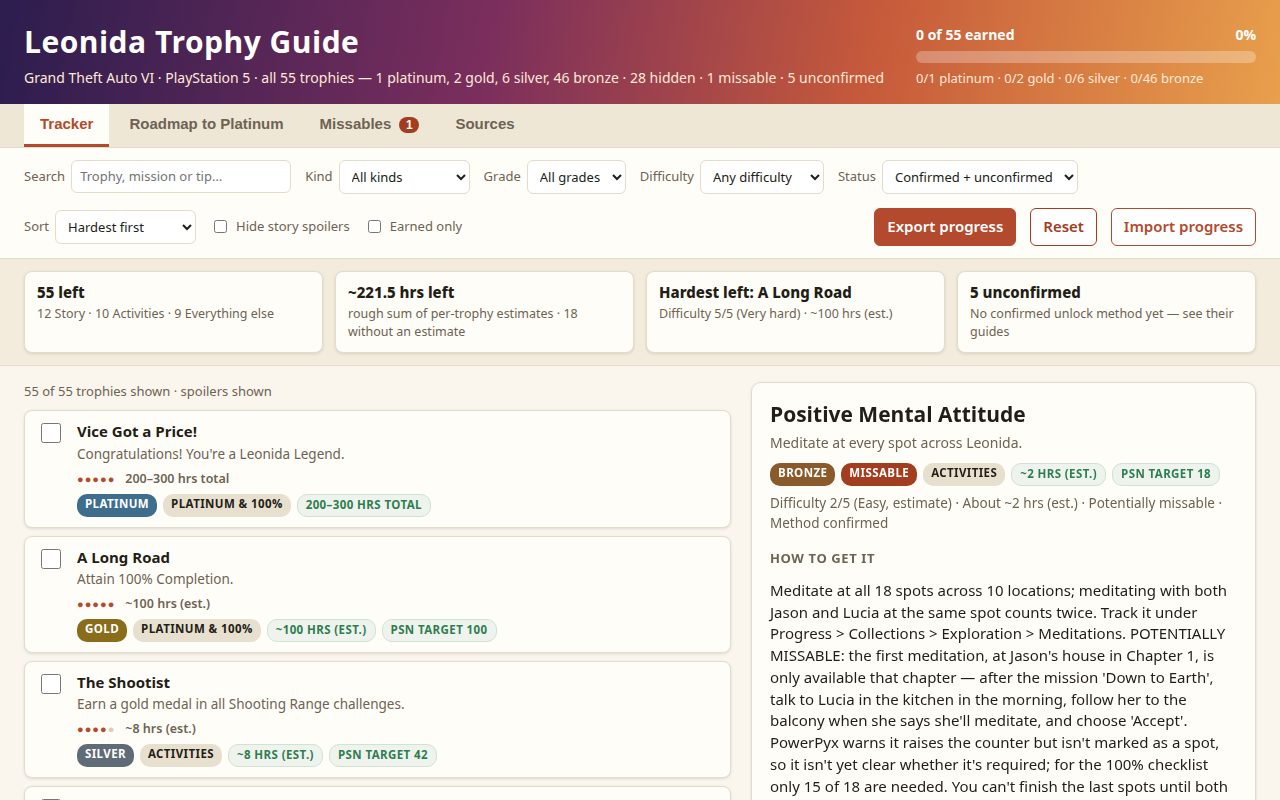 Leonida Trophy Guide
Grand Theft Auto VI · PlayStation 5 · all 55 trophies — 1 platinum, 2 gold, 6 silver, 46 bronze · 28 hidden · 1 missable · 5 unconfirmed
0 of 55 earned 0%
0/1 platinum · 0/2 gold · 0/6 silver · 0/46 bronze
Tracker Roadmap to Platinum Missables 1 Sources
Search Trophy, mission or tip... Kind All kinds Grade All grades Difficulty Any difficulty Status Confirmed + unconfirmed
Sort Hardest first Hide story spoilers Earned only Export progress Reset Import progress
55 left
12 Story · 10 Activities · 9 Everything else
~221.5 hrs left
rough sum of per-trophy estimates · 18
without an estimate
Hardest left: A Long Road
Difficulty 5/5 (Very hard) · ~100 hrs (est.)
5 unconfirmed
No confirmed unlock method yet — see their
guides
55 of 55 trophies shown · spoilers shown
Vice Got a Price!
Congratulations! You're a Leonida Legend.
200–300 hrs total
PLATINUM PLATINUM & 100% 200–300 HRS TOTAL
A Long Road
Attain 100% Completion.
~100 hrs (est.)
GOLD PLATINUM & 100% ~100 HRS (EST.) PSN TARGET 100
The Shootist
Earn a gold medal in all Shooting Range challenges.
~8 hrs (est.)
SILVER ACTIVITIES ~8 HRS (EST.) PSN TARGET 42
Positive Mental Attitude
Meditate at every spot across Leonida.
BRONZE MISSABLE ACTIVITIES ~2 HRS (EST.) PSN TARGET 18
Difficulty 2/5 (Easy, estimate) · About ~2 hrs (est.) · Potentially missable ·
Method confirmed
HOW TO GET IT
Meditate at all 18 spots across 10 locations; meditating with both
Jason and Lucia at the same spot counts twice. Track it under
Progress > Collections > Exploration > Meditations. POTENTIALLY
MISSABLE: the first meditation, at Jason's house in Chapter 1, is
only available that chapter — after the mission 'Down to Earth',
talk to Lucia in the kitchen in the morning, follow her to the
balcony when she says she'll meditate, and choose 'Accept'.
PowerPyx warns it raises the counter but isn't marked as a spot,
so it isn't yet clear whether it's required; for the 100% checklist
only 15 of 18 are needed. You can't finish the last spots until both